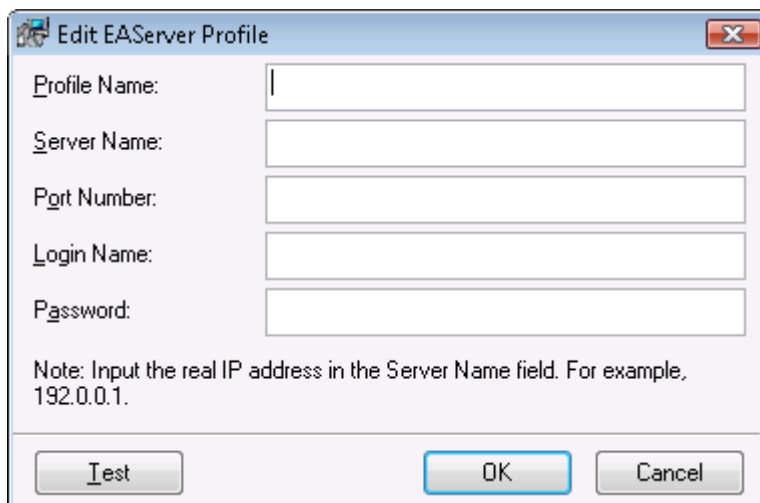 Edit EAServer Profile
Profile Name:
Server Name:
Port Number:
Login Name:
Password:
Note: Input the real IP address in the Server Name field. For example,
192.0.0.1.
Test
OK
Cancel